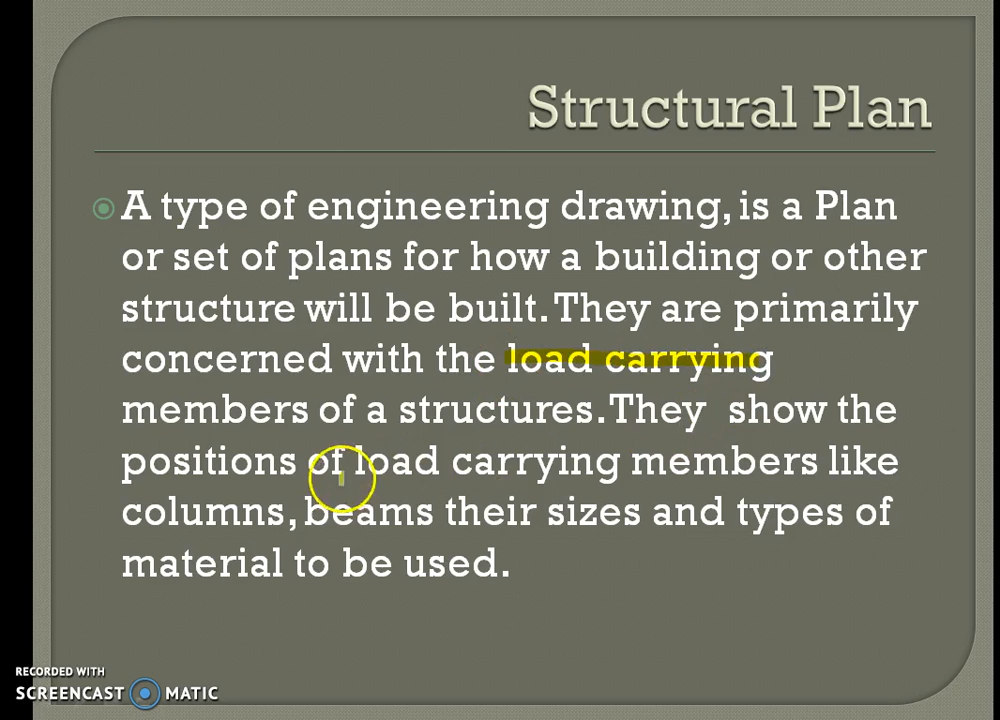 Structural Plan
A type of engineering drawing, is a Plan
or set of plans for how a building or other
structure will be built. They are primarily
concerned with the load carrying
members of a structures. They show the
positions of load carrying members like
columns, beams their sizes and types of
material to be used.
RECORDED WITH
SCREENCAST MATIC